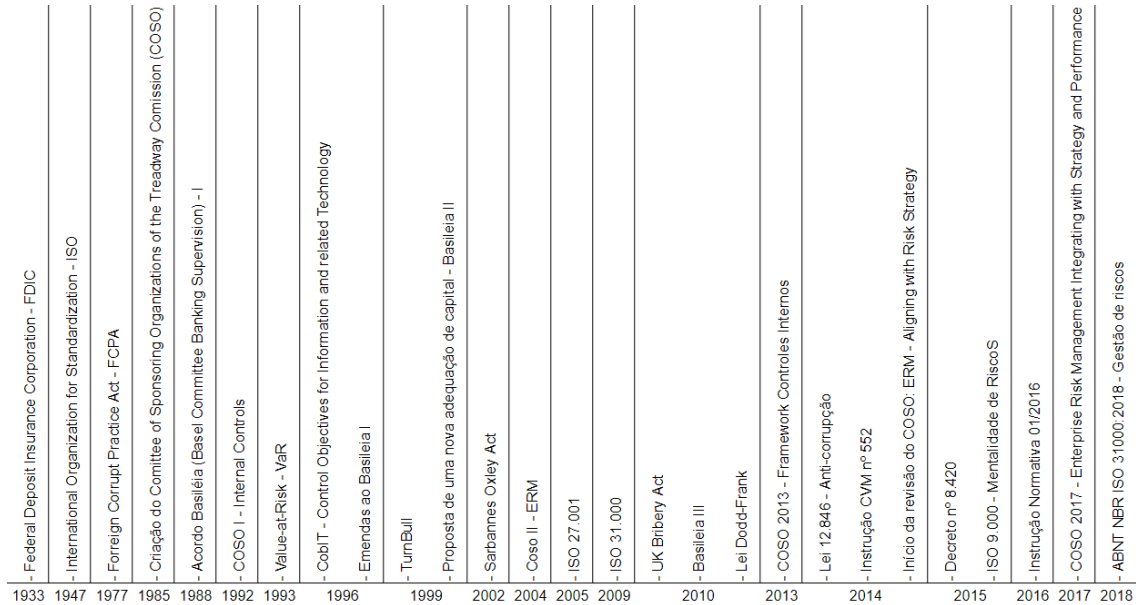 - Federal Deposit Insurance Corporation - FDIC
- International Organization for Standardization - ISO
- Forreign Corrupt Practice Act - FCPA
- Criação do Comittee of Sponsoring Organizations of the Treadway Comission (COSO)
- Acordo Basiléia (Basel Committee Banking Supervision) - I
- COSO I - Internal Controls
- Value-at-Risk - VaR
- CobIT - Control Objectives for Information and related Technology
- Emendas ao Basileia I
- TurnBull
- Proposta de uma nova adequação de capital - Basileia II
- Sarbannes Oxley Act
- Coso II - ERM
- ISO 27.001
- ISO 31.000
- UK Bribery Act
- Basileia III
- Lei Dodd-Frank
- COSO 2013 - Framework Controles Internos
- Lei 12.846 - Anti-corrupção
- Instrução CVM nº 552
- Início da revisão do COSO: ERM - Aligning with Risk Strategy
- Decreto nº 8.420
- ISO 9.000 - Mentalidade de RiscoS
- Instrução Normativa 01/2016
- COSO 2017 - Enterprise Risk Management Integrating with Strategy and Performance
- ABNT NBR ISO 31000:2018 - Gestão de riscos
1933 1947 1977 1985 1988 1992 1993 1996 1999 2002 2004 2005 2009 2010 2013 2014 2015 2016 2017 2018